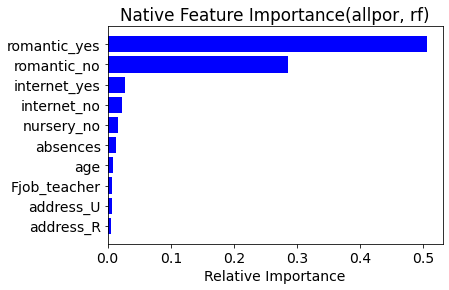 Native Feature Importance(allpor, rf)
romantic_yes
romantic_no
internet_yes
internet_no
nursery_no
absences
age
Fjob_teacher
address_U
address_R
0.0 0.1 0.2 0.3 0.4 0.5
Relative Importance